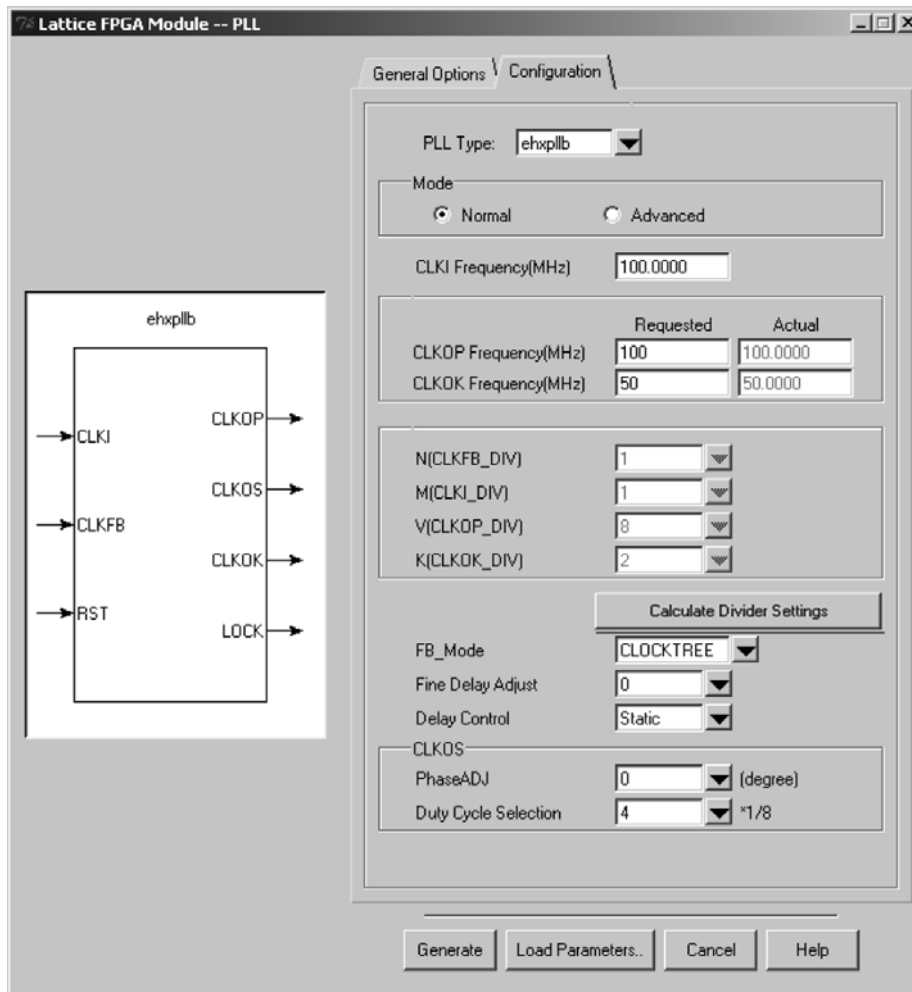 Lattice FPGA Module -- PLL
General Options
Configuration
PLL Type: ehxpllb
Mode
Normal Advanced
CLKI Frequency(MHz) 100.0000
Requested Actual
CLKOP Frequency(MHz) 100 100.0000
CLKOK Frequency(MHz) 50 50.0000
N(CLKFB_DIV) 1
M(CLKI_DIV) 1
V(CLKOP_DIV) 8
K(CLKOK_DIV) 2
Calculate Divider Settings
FB_Mode CLOCKTREE
Fine Delay Adjust 0
Delay Control Static
CLKOS
PhaseADJ 0 (degree)
Duty Cycle Selection 4 *1/8
ehxpllb
CLKI
CLKFB
RST
CLKOP
CLKOS
CLKOK
LOCK
Generate Load Parameters.. Cancel Help